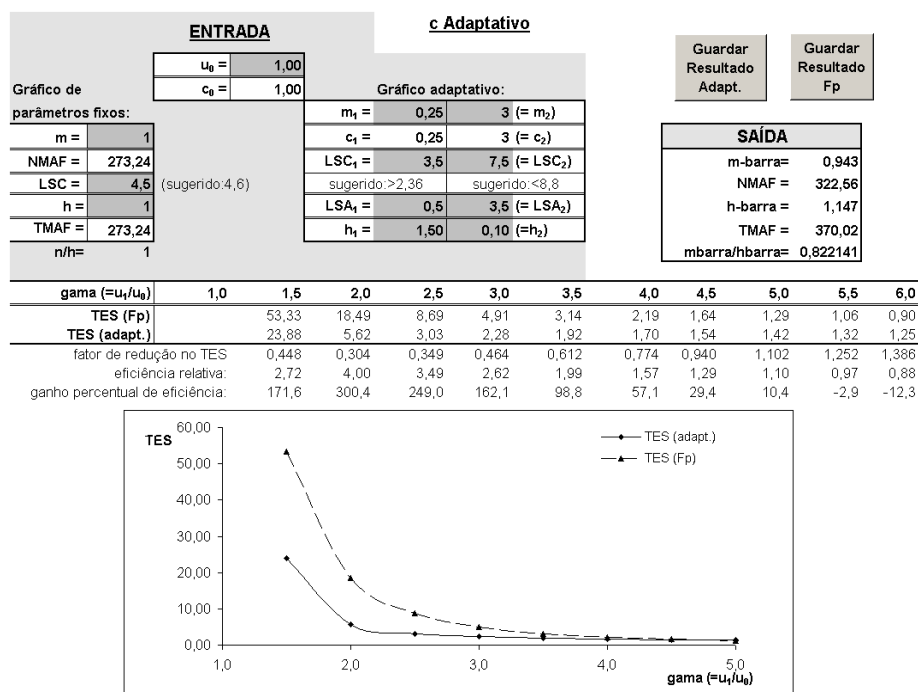 c Adaptativo
ENTRADA
u₀ = 1,00
c₀ = 1,00
Gráfico de parâmetros fixos:
m = 1
NMAF = 273,24
LSC = 4,5 (sugerido:4,6)
h = 1
TMAF = 273,24
n/h= 1
Gráfico adaptativo:
m₁ = 0,25 3 (= m₂)
c₁ = 0,25 3 (= c₂)
LSC₁ = 3,5 7,5 (= LSC₂)
sugerido:>2,36 sugerido:<8,8
LSA₁ = 0,5 3,5 (= LSA₂)
h₁ = 1,50 0,10 (=h₂)
Guardar
Resultado
Adapt.
Guardar
Resultado
Fp
SAÍDA
m-barra= 0,943
NMAF = 322,56
h-barra = 1,147
TMAF = 370,02
mbarra/hbarra= 0,822141
gama (=u₁/u₀) 1,0 1,5 2,0 2,5 3,0 3,5 4,0 4,5 5,0 5,5 6,0
TES (Fp) 53,33 18,49 8,69 4,91 3,14 2,19 1,64 1,29 1,06 0,90
TES (adapt.) 23,88 5,62 3,03 2,28 1,92 1,70 1,54 1,42 1,32 1,25
fator de redução no TES 0,448 0,304 0,349 0,464 0,612 0,774 0,940 1,102 1,252 1,386
eficiência relativa: 2,72 4,00 3,49 2,62 1,99 1,57 1,29 1,10 0,97 0,88
ganho percentual de eficiência: 171,6 300,4 249,0 162,1 98,8 57,1 29,4 10,4 -2,9 -12,3
TES
60,00
50,00
40,00
30,00
20,00
10,00
0,00
TES (adapt.)
TES (Fp)
1,0 2,0 3,0 4,0 5,0
gama (=u₁/u₀)